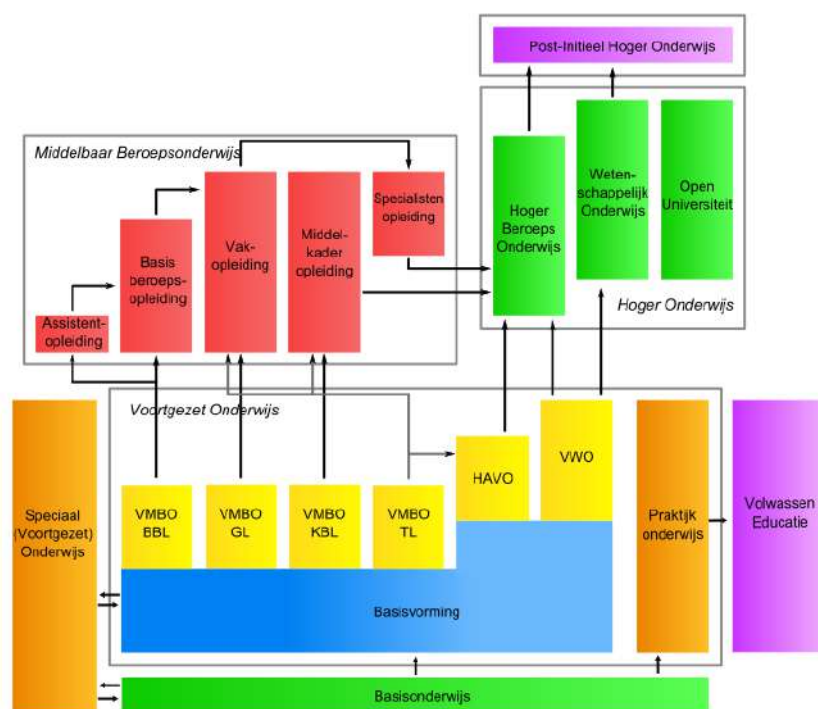 Post-Initieel Hoger Onderwijs
Middelbaar Beroepsonderwijs
Assistent-
opleiding
Basis
beroeps-
opleiding
Vak-
opleiding
Middel-
kader
opleiding
Specialisten
opleiding
Hoger
Beroeps
Onderwijs
Weten-
schappelijk
Onderwijs
Open
Universiteit
Hoger Onderwijs
Voortgezet Onderwijs
Speciaal
(Voortgezet)
Onderwijs
VMBO
BBL
VMBO
GL
VMBO
KBL
VMBO
TL
HAVO
VWO
Praktijk
onderwijs
Volwassen
Educatie
Basisvorming
Basisonderwijs